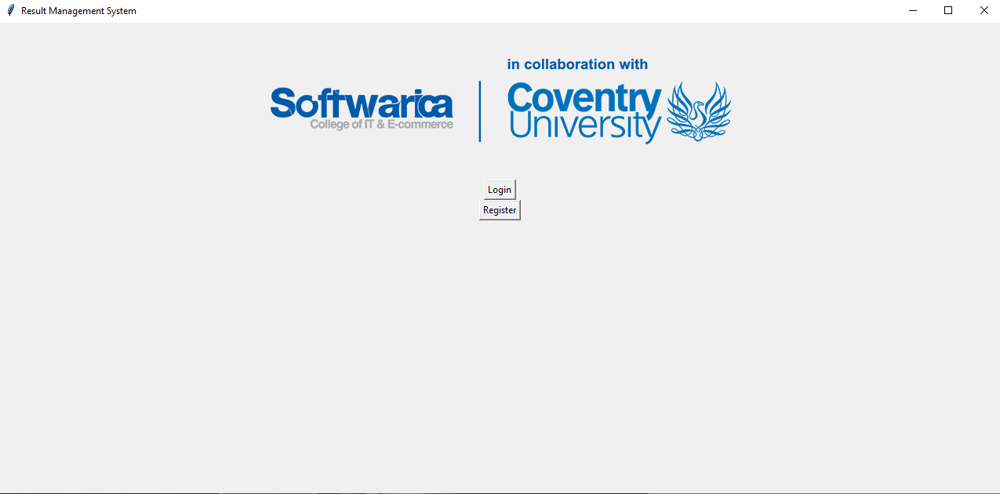 Result Management System
in collaboration with
Softwarica
College of IT & E-commerce
Coventry
University
Login
Register